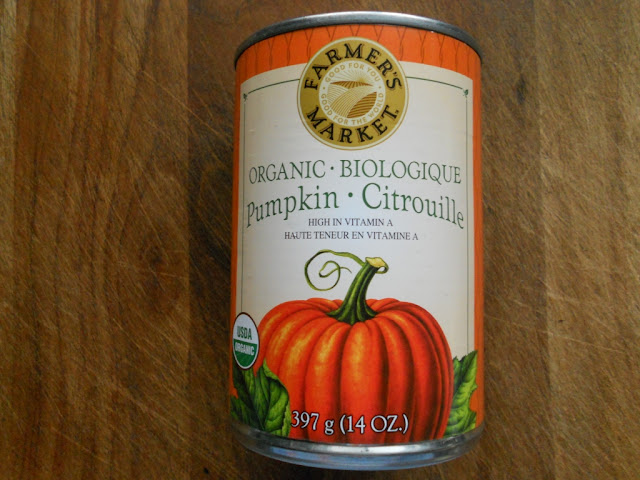 FARMER'S
GOOD FOR YOU
GOOD FOR THE WORLD
MARKET
ORGANIC · BIOLOGIQUE
Pumpkin · Citrouille
HIGH IN VITAMIN A
HAUTE TENEUR EN VITAMINE A
USDA
ORGANIC
397 g (14 OZ.)